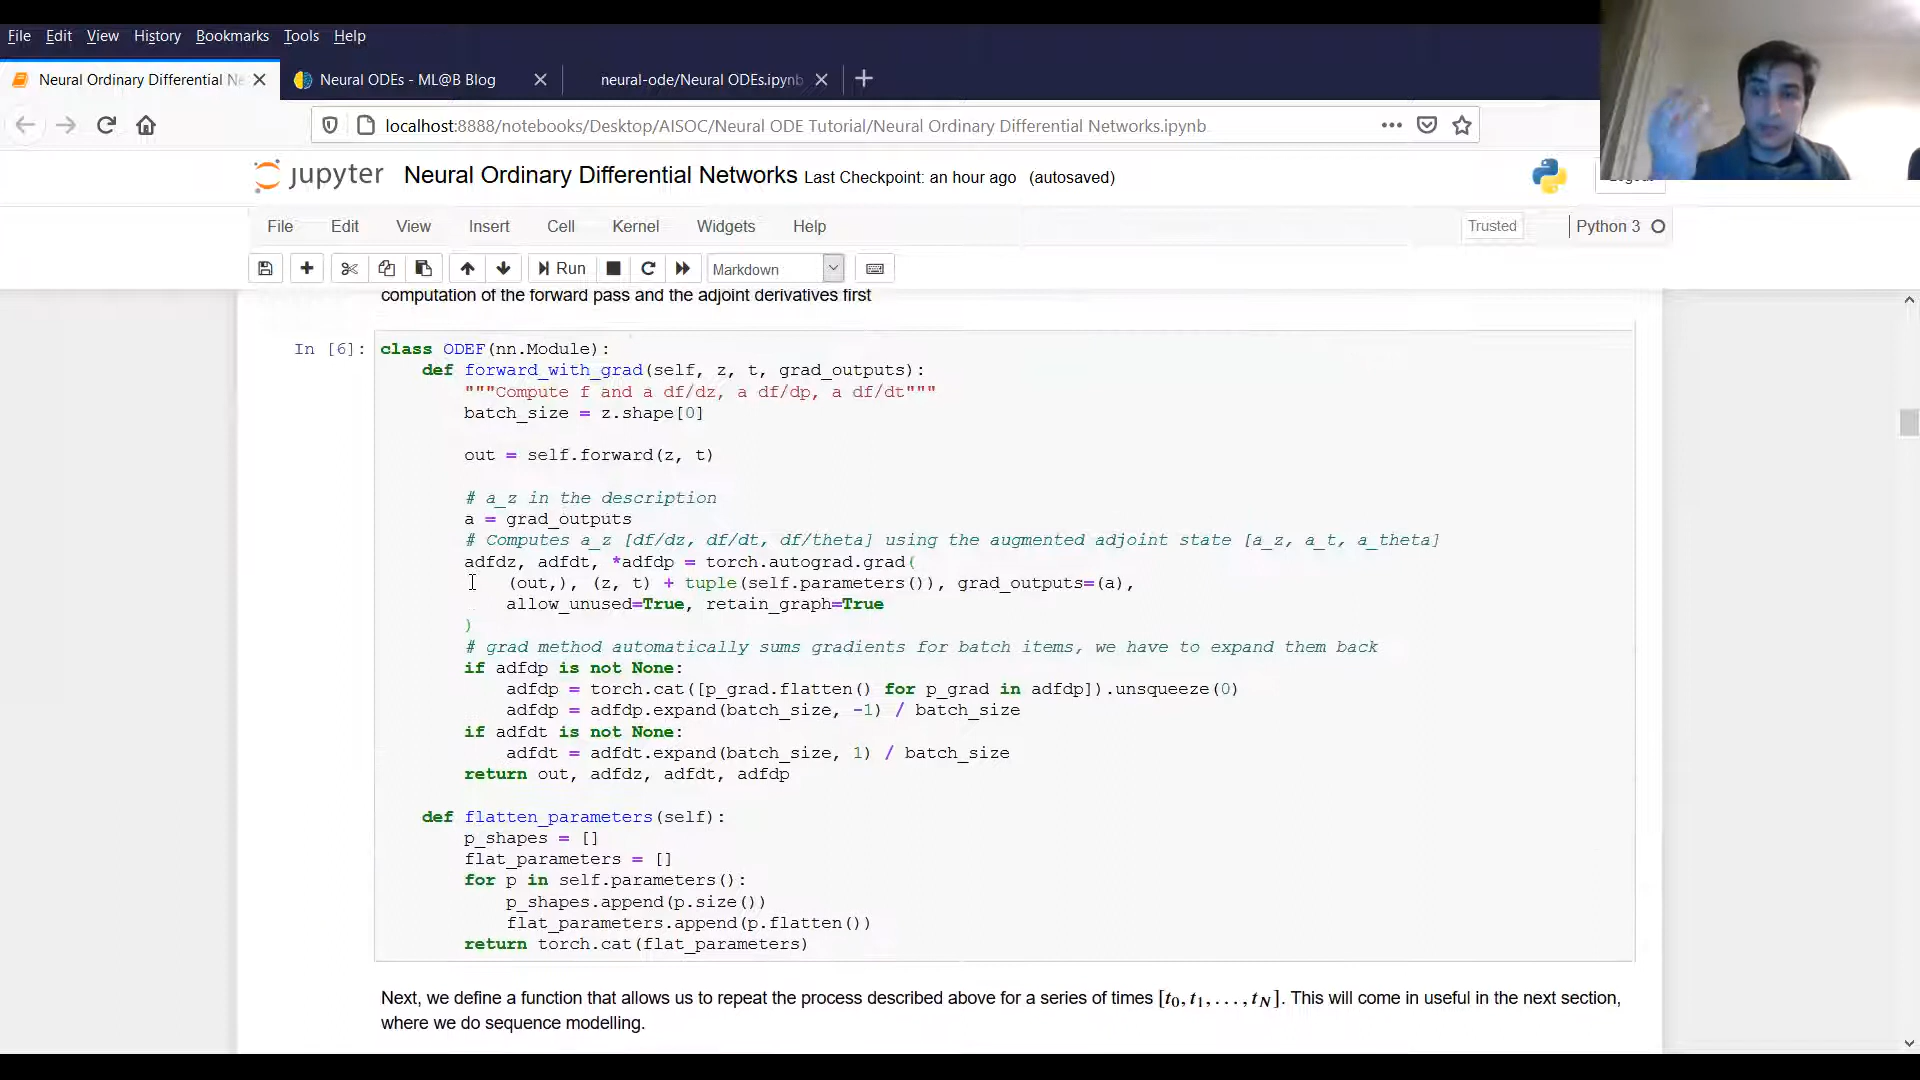 File Edit View History Bookmarks Tools Help
Neural Ordinary Differential Ne
Neural ODEs - ML@B Blog
neural-ode/Neural ODEs.ipynb
localhost:8888/notebooks/Desktop/AISOC/Neural ODE Tutorial/Neural Ordinary Differential Networks.ipynb
jupyter Neural Ordinary Differential Networks Last Checkpoint: an hour ago (autosaved)
File Edit View Insert Cell Kernel Widgets Help Trusted Python 3
Run Markdown
computation of the forward pass and the adjoint derivatives first
In [6]: class ODEF(nn.Module):
    def forward_with_grad(self, z, t, grad_outputs):
        """Compute f and a df/dz, a df/dp, a df/dt"""
        batch_size = z.shape[0]
        out = self.forward(z, t)
        # a_z in the description
        a = grad_outputs
        # Computes a_z [df/dz, df/dt, df/theta] using the augmented adjoint state [a_z, a_t, a_theta]
        adfdz, adfdt, *adfdp = torch.autograd.grad(
            (out,), (z, t) + tuple(self.parameters()), grad_outputs=(a),
            allow_unused=True, retain_graph=True
        )
        # grad method automatically sums gradients for batch items, we have to expand them back
        if adfdp is not None:
            adfdp = torch.cat([p_grad.flatten() for p_grad in adfdp]).unsqueeze(0)
            adfdp = adfdp.expand(batch_size, -1) / batch_size
        if adfdt is not None:
            adfdt = adfdt.expand(batch_size, 1) / batch_size
        return out, adfdz, adfdt, adfdp
    def flatten_parameters(self):
        p_shapes = []
        flat_parameters = []
        for p in self.parameters():
            p_shapes.append(p.size())
            flat_parameters.append(p.flatten())
        return torch.cat(flat_parameters)
Next, we define a function that allows us to repeat the process described above for a series of times [t0, t1, . . . , tN]. This will come in useful in the next section,
where we do sequence modelling.